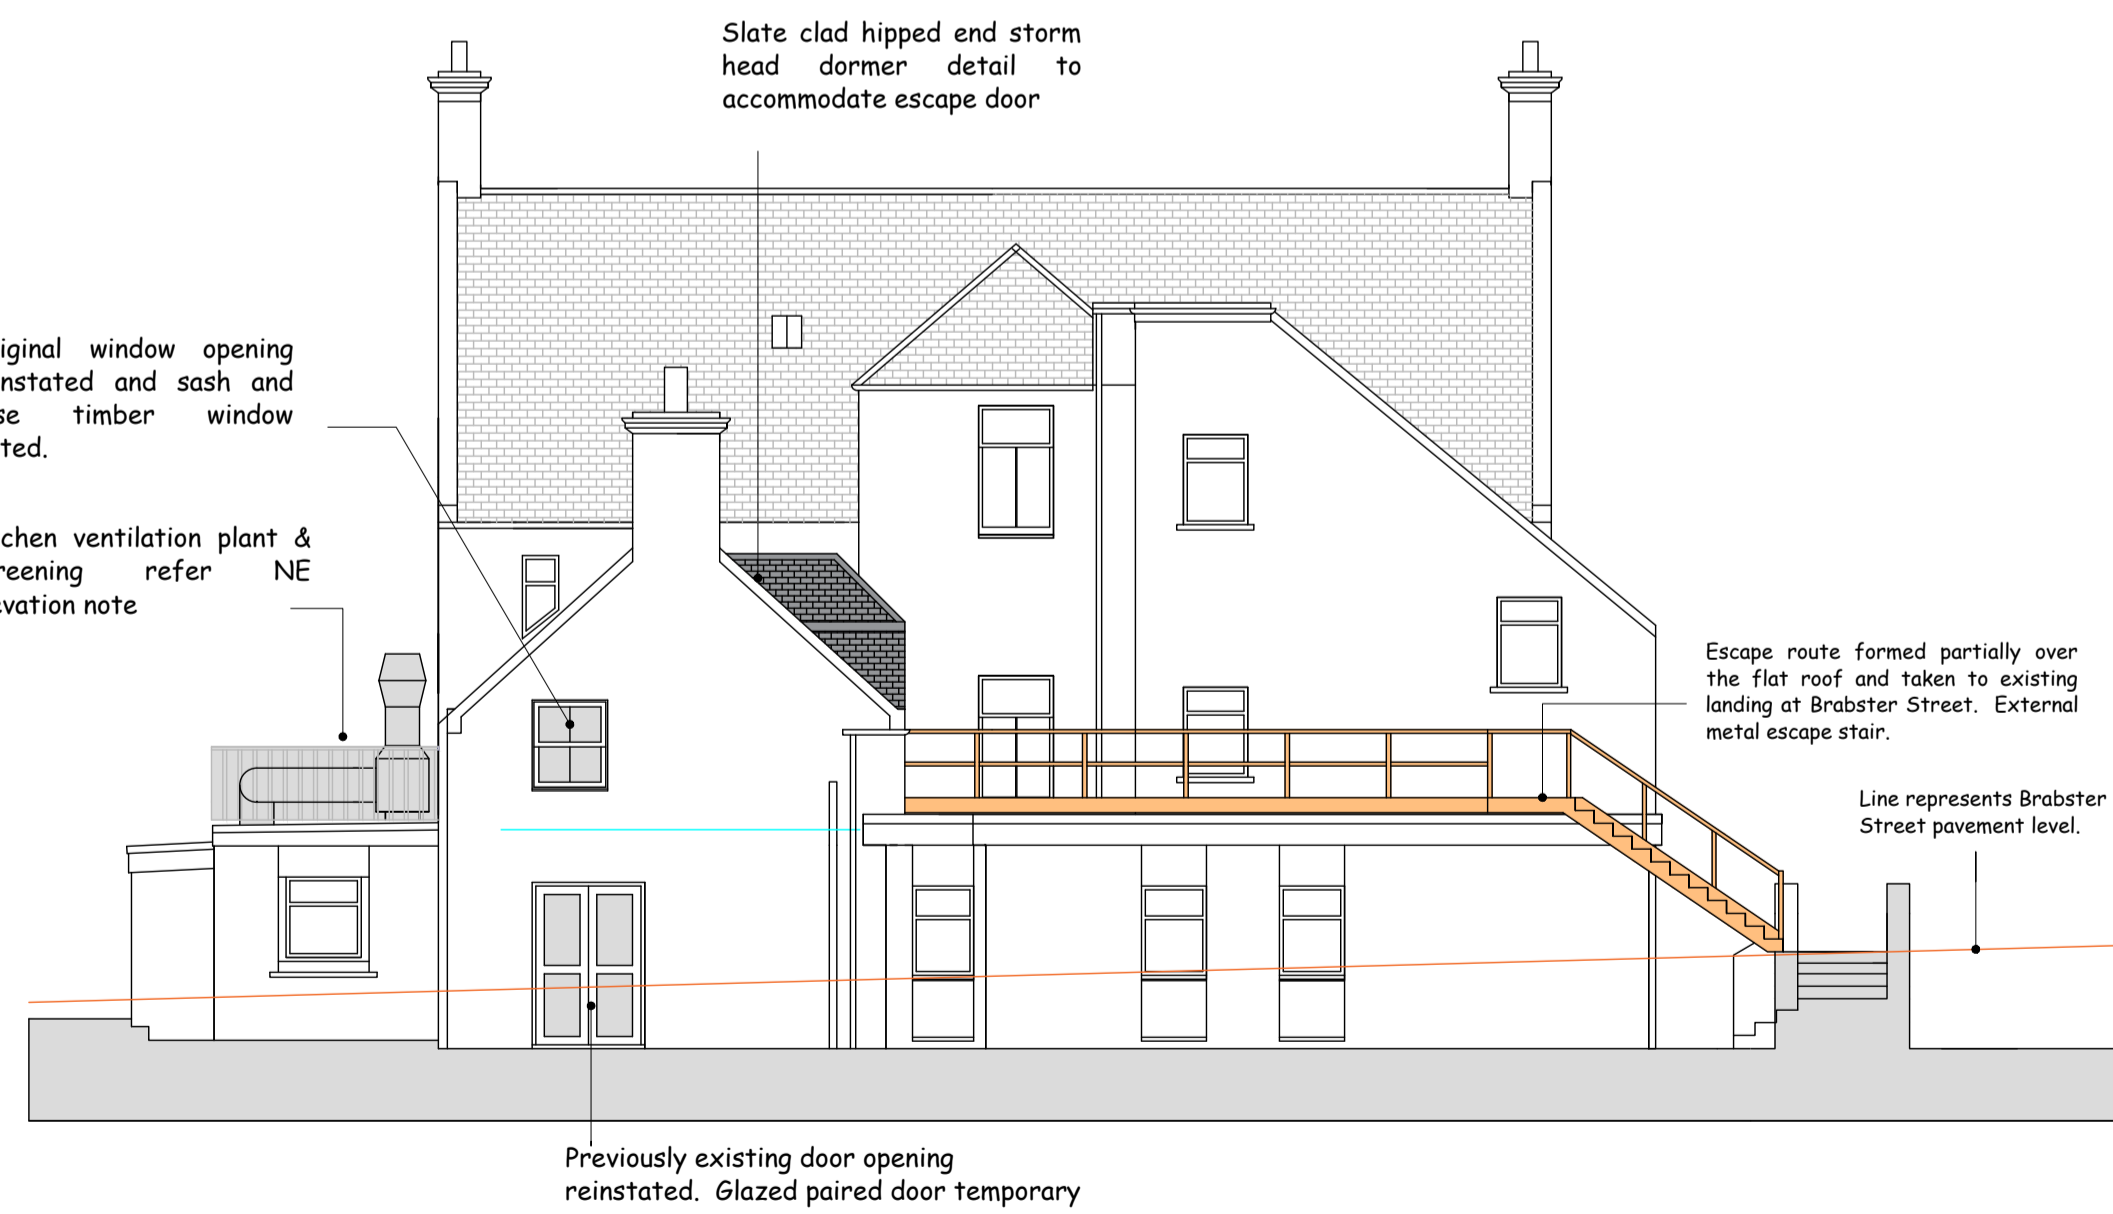 Slate clad hipped end storm
head dormer detail to
accommodate escape door
iginal window opening
nstated and sash and
se timber window
ted.
chen ventilation plant &
reening refer NE
evation note
Escape route formed partially over
the flat roof and taken to existing
landing at Brabster Street. External
metal escape stair.
Line represents Brabster
Street pavement level.
Previously existing door opening
reinstated. Glazed paired door temporary